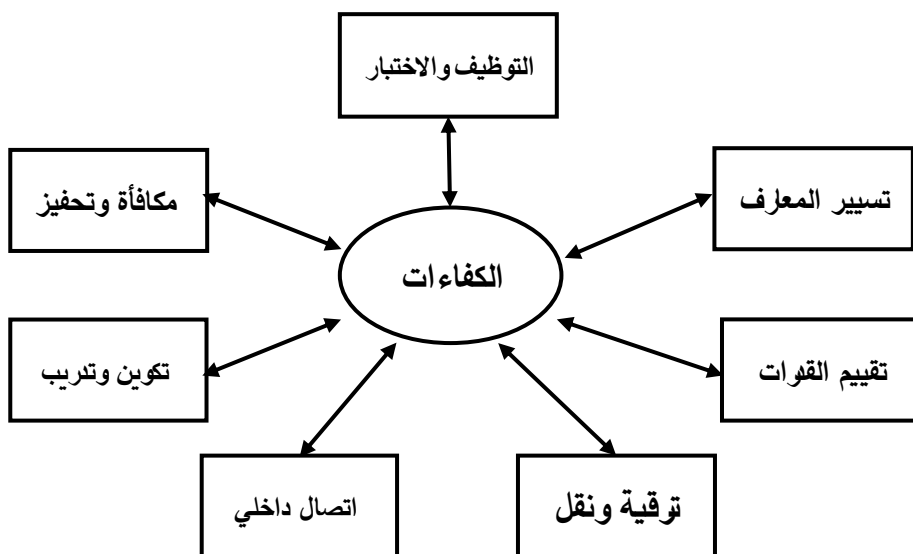 التوظيف والاختبار
تسيير المعارف
مكافأة وتحفيز
الكفاءات
تقييم القدرات
تكوين وتدريب
ترقية ونقل
اتصال داخلي